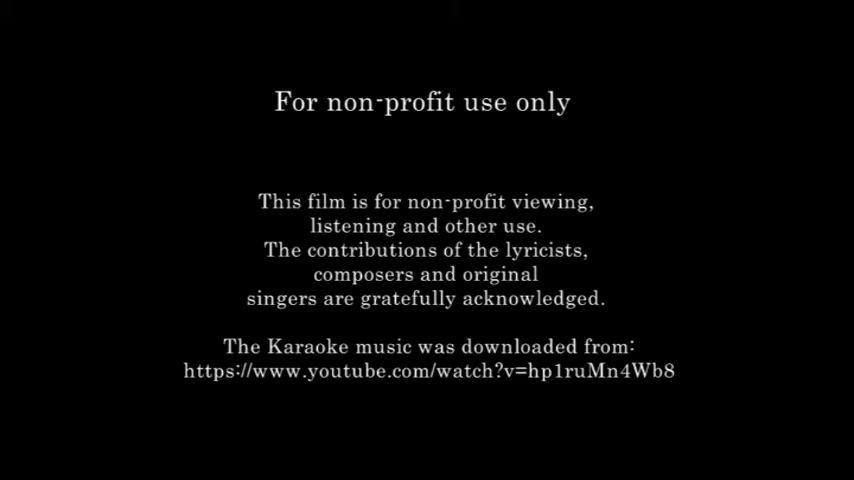 For non-profit use only
This film is for non-profit viewing,
listening and other use.
The contributions of the lyricists,
composers and original
singers are gratefully acknowledged.
The Karaoke music was downloaded from:
https://www.youtube.com/watch?v=hp1ruMn4Wb8